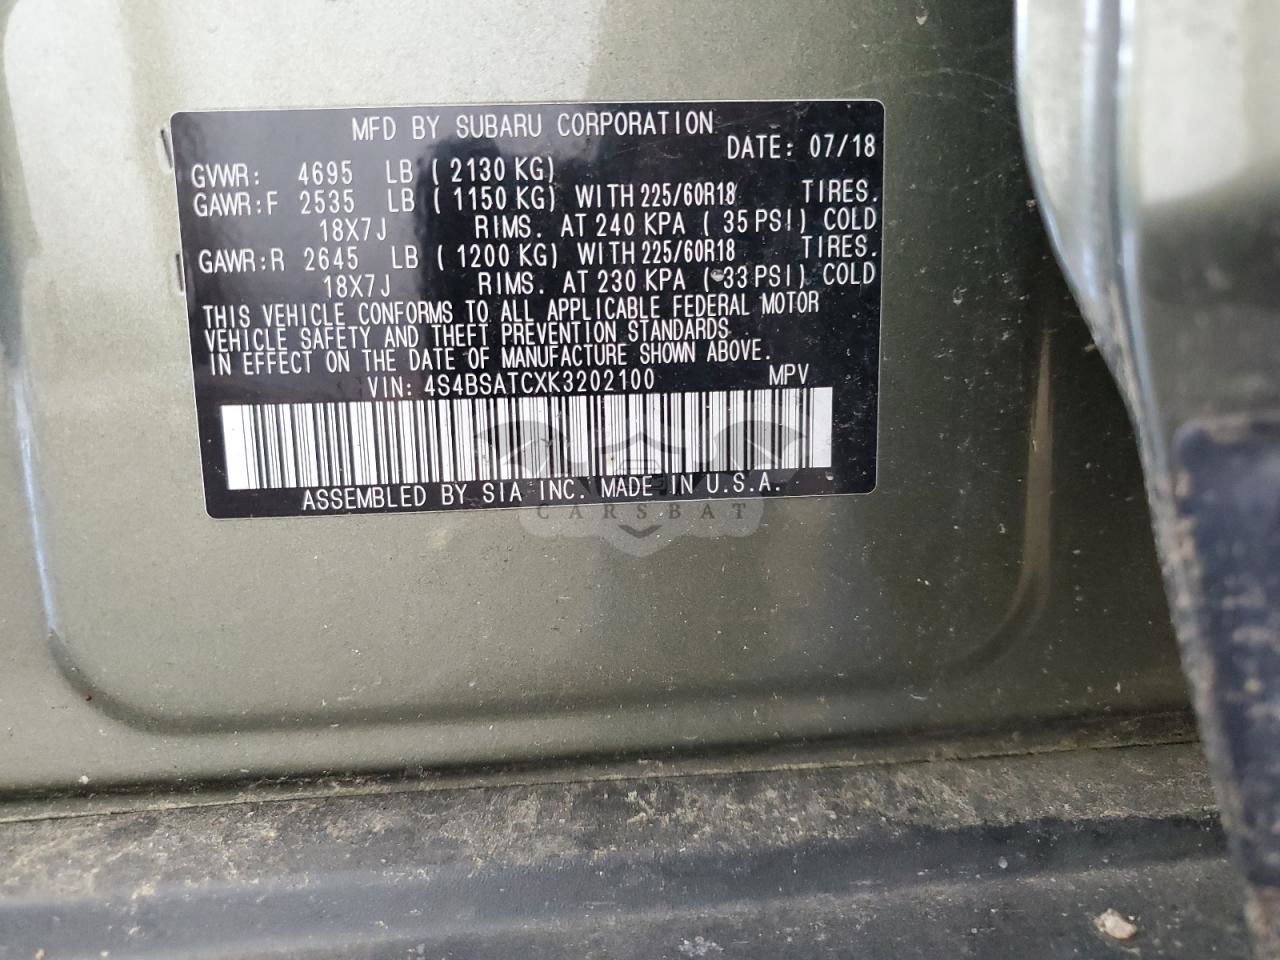 MFD BY SUBARU CORPORATION
DATE: 07/18
GVWR: 4695 LB ( 2130 KG)
GAWR:F 2535 LB ( 1150 KG) WITH 225/60R18 TIRES.
18X7J RIMS. AT 240 KPA ( 35 PSI) COLD
GAWR:R 2645 LB ( 1200 KG) WITH 225/60R18 TIRES.
18X7J RIMS. AT 230 KPA ( 33 PSI) COLD
THIS VEHICLE CONFORMS TO ALL APPLICABLE FEDERAL MOTOR
VEHICLE SAFETY AND THEFT PREVENTION STANDARDS
IN EFFECT ON THE DATE OF MANUFACTURE SHOWN ABOVE.
VIN: 4S4BSATCXK3202100 MPV
ASSEMBLED BY SIA INC. MADE IN U.S.A.
CARSBAT